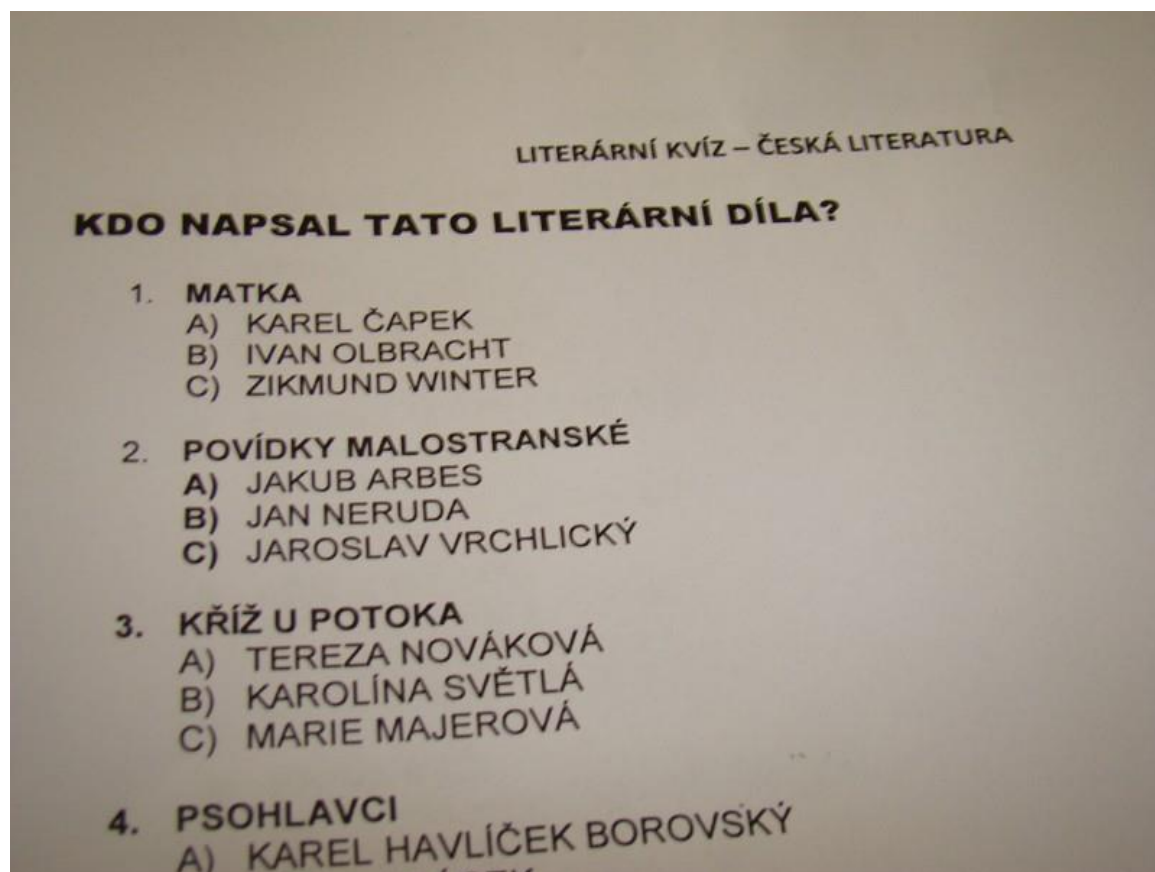 LITERÁRNÍ KVÍZ – ČESKÁ LITERATURA
KDO NAPSAL TATO LITERÁRNÍ DÍLA?
1. MATKA
A) KAREL ČAPEK
B) IVAN OLBRACHT
C) ZIKMUND WINTER
2. POVÍDKY MALOSTRANSKÉ
A) JAKUB ARBES
B) JAN NERUDA
C) JAROSLAV VRCHLICKÝ
3. KŘÍŽ U POTOKA
A) TEREZA NOVÁKOVÁ
B) KAROLÍNA SVĚTLÁ
C) MARIE MAJEROVÁ
4. PSOHLAVCI
A) KAREL HAVLÍČEK BOROVSKÝ